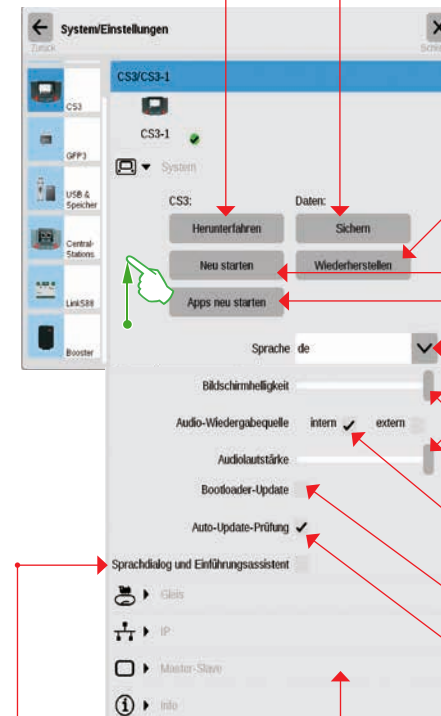 System/Einstellungen
Zurück
CS3/CS3-1
CS3
CS3-1
System
GFP3
CS3:
Daten:
USB &
Speicher
Herunterfahren
Sichern
Central-
Stations
Neu starten
Wiederherstellen
LinkS88
Apps neu starten
Booster
Sprache de
Bildschirmhelligkeit
Audio-Wiedergabequelle intern extern
Audiolautstärke
Bootloader-Update
Auto-Update-Prüfung
Sprachdialog und Einführungsassistent
Gleis
IP
Master-Slave
Info